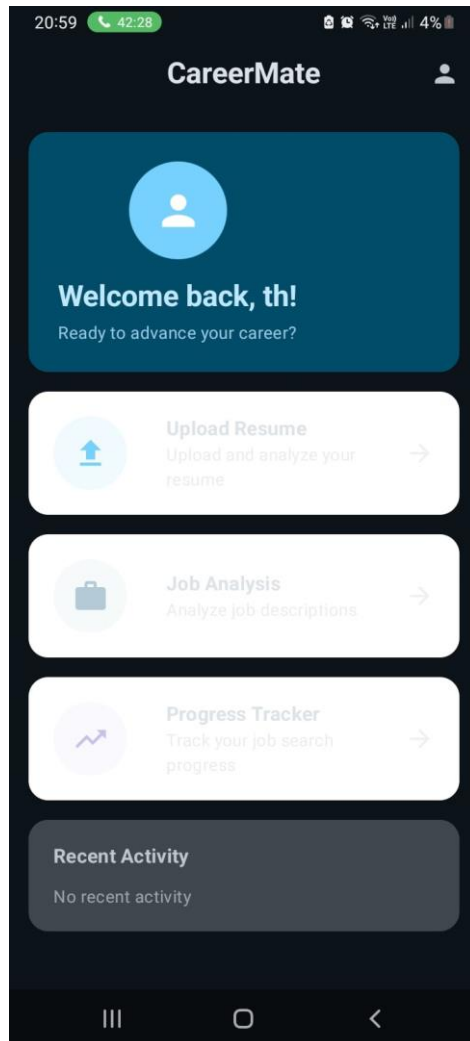 20:59 42:28 Vo) LTE 4%
CareerMate
Welcome back, th!
Ready to advance your career?
Upload Resume
Upload and analyze your
resume
Job Analysis
Analyze job descriptions
Progress Tracker
Track your job search
progress
Recent Activity
No recent activity